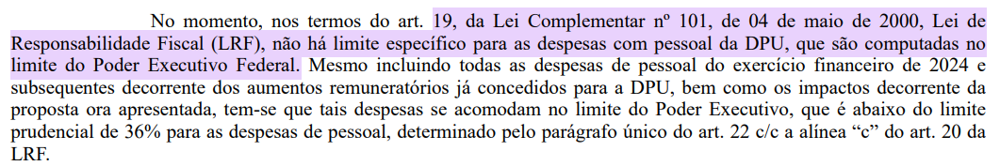 No momento, nos termos do art. 19, da Lei Complementar nº 101, de 04 de maio de 2000, Lei de
Responsabilidade Fiscal (LRF), não há limite específico para as despesas com pessoal da DPU, que são computadas no
limite do Poder Executivo Federal. Mesmo incluindo todas as despesas de pessoal do exercício financeiro de 2024 e
subsequentes decorrente dos aumentos remuneratórios já concedidos para a DPU, bem como os impactos decorrente da
proposta ora apresentada, tem-se que tais despesas se acomodam no limite do Poder Executivo, que é abaixo do limite
prudencial de 36% para as despesas de pessoal, determinado pelo parágrafo único do art. 22 c/c a alínea “c” do art. 20 da
LRF.